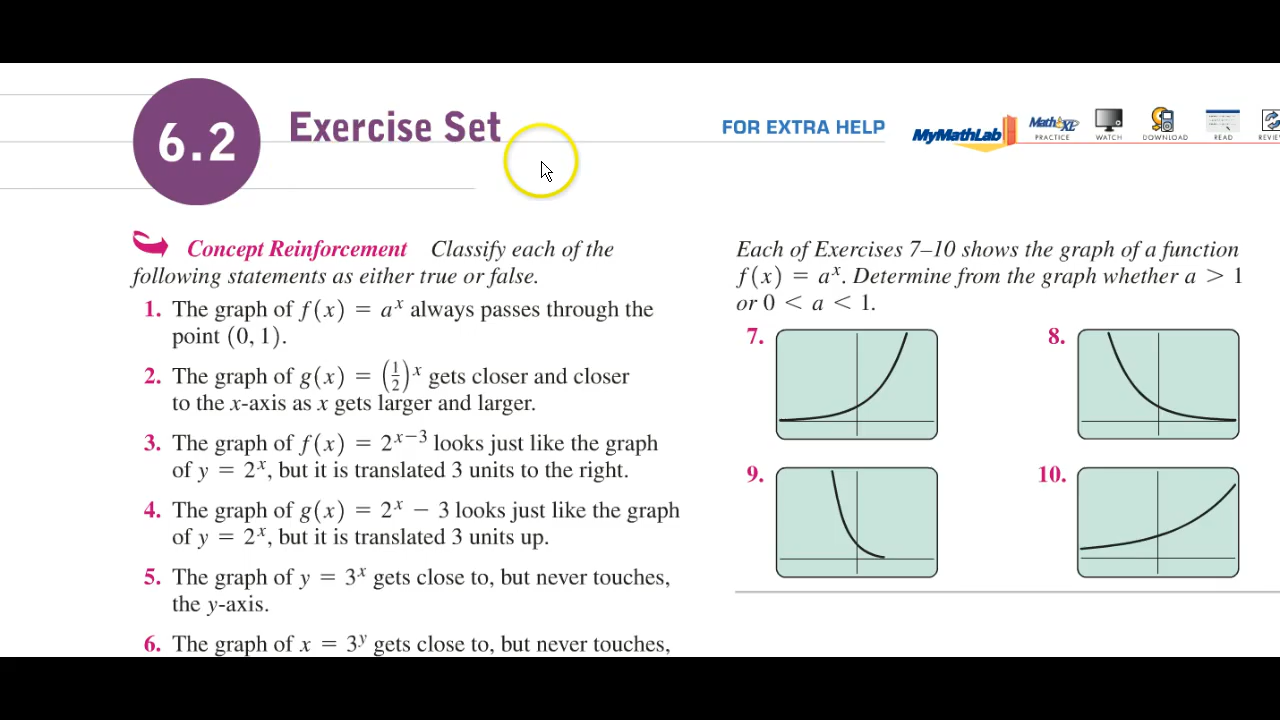 6.2
Exercise Set
FOR EXTRA HELP
MyMathLab
Math XL
PRACTICE
WATCH
DOWNLOAD
READ
REVIEW
Concept Reinforcement Classify each of the
following statements as either true or false.
1. The graph of f(x) = a^x always passes through the
point (0, 1).
2. The graph of g(x) = (1/2)^x gets closer and closer
to the x-axis as x gets larger and larger.
3. The graph of f(x) = 2^{x−3} looks just like the graph
of y = 2^x, but it is translated 3 units to the right.
4. The graph of g(x) = 2^x − 3 looks just like the graph
of y = 2^x, but it is translated 3 units up.
5. The graph of y = 3^x gets close to, but never touches,
the y-axis.
6. The graph of x = 3^y gets close to, but never touches,
Each of Exercises 7–10 shows the graph of a function
f(x) = a^x. Determine from the graph whether a > 1
or 0 < a < 1.
7.
8.
9.
10.